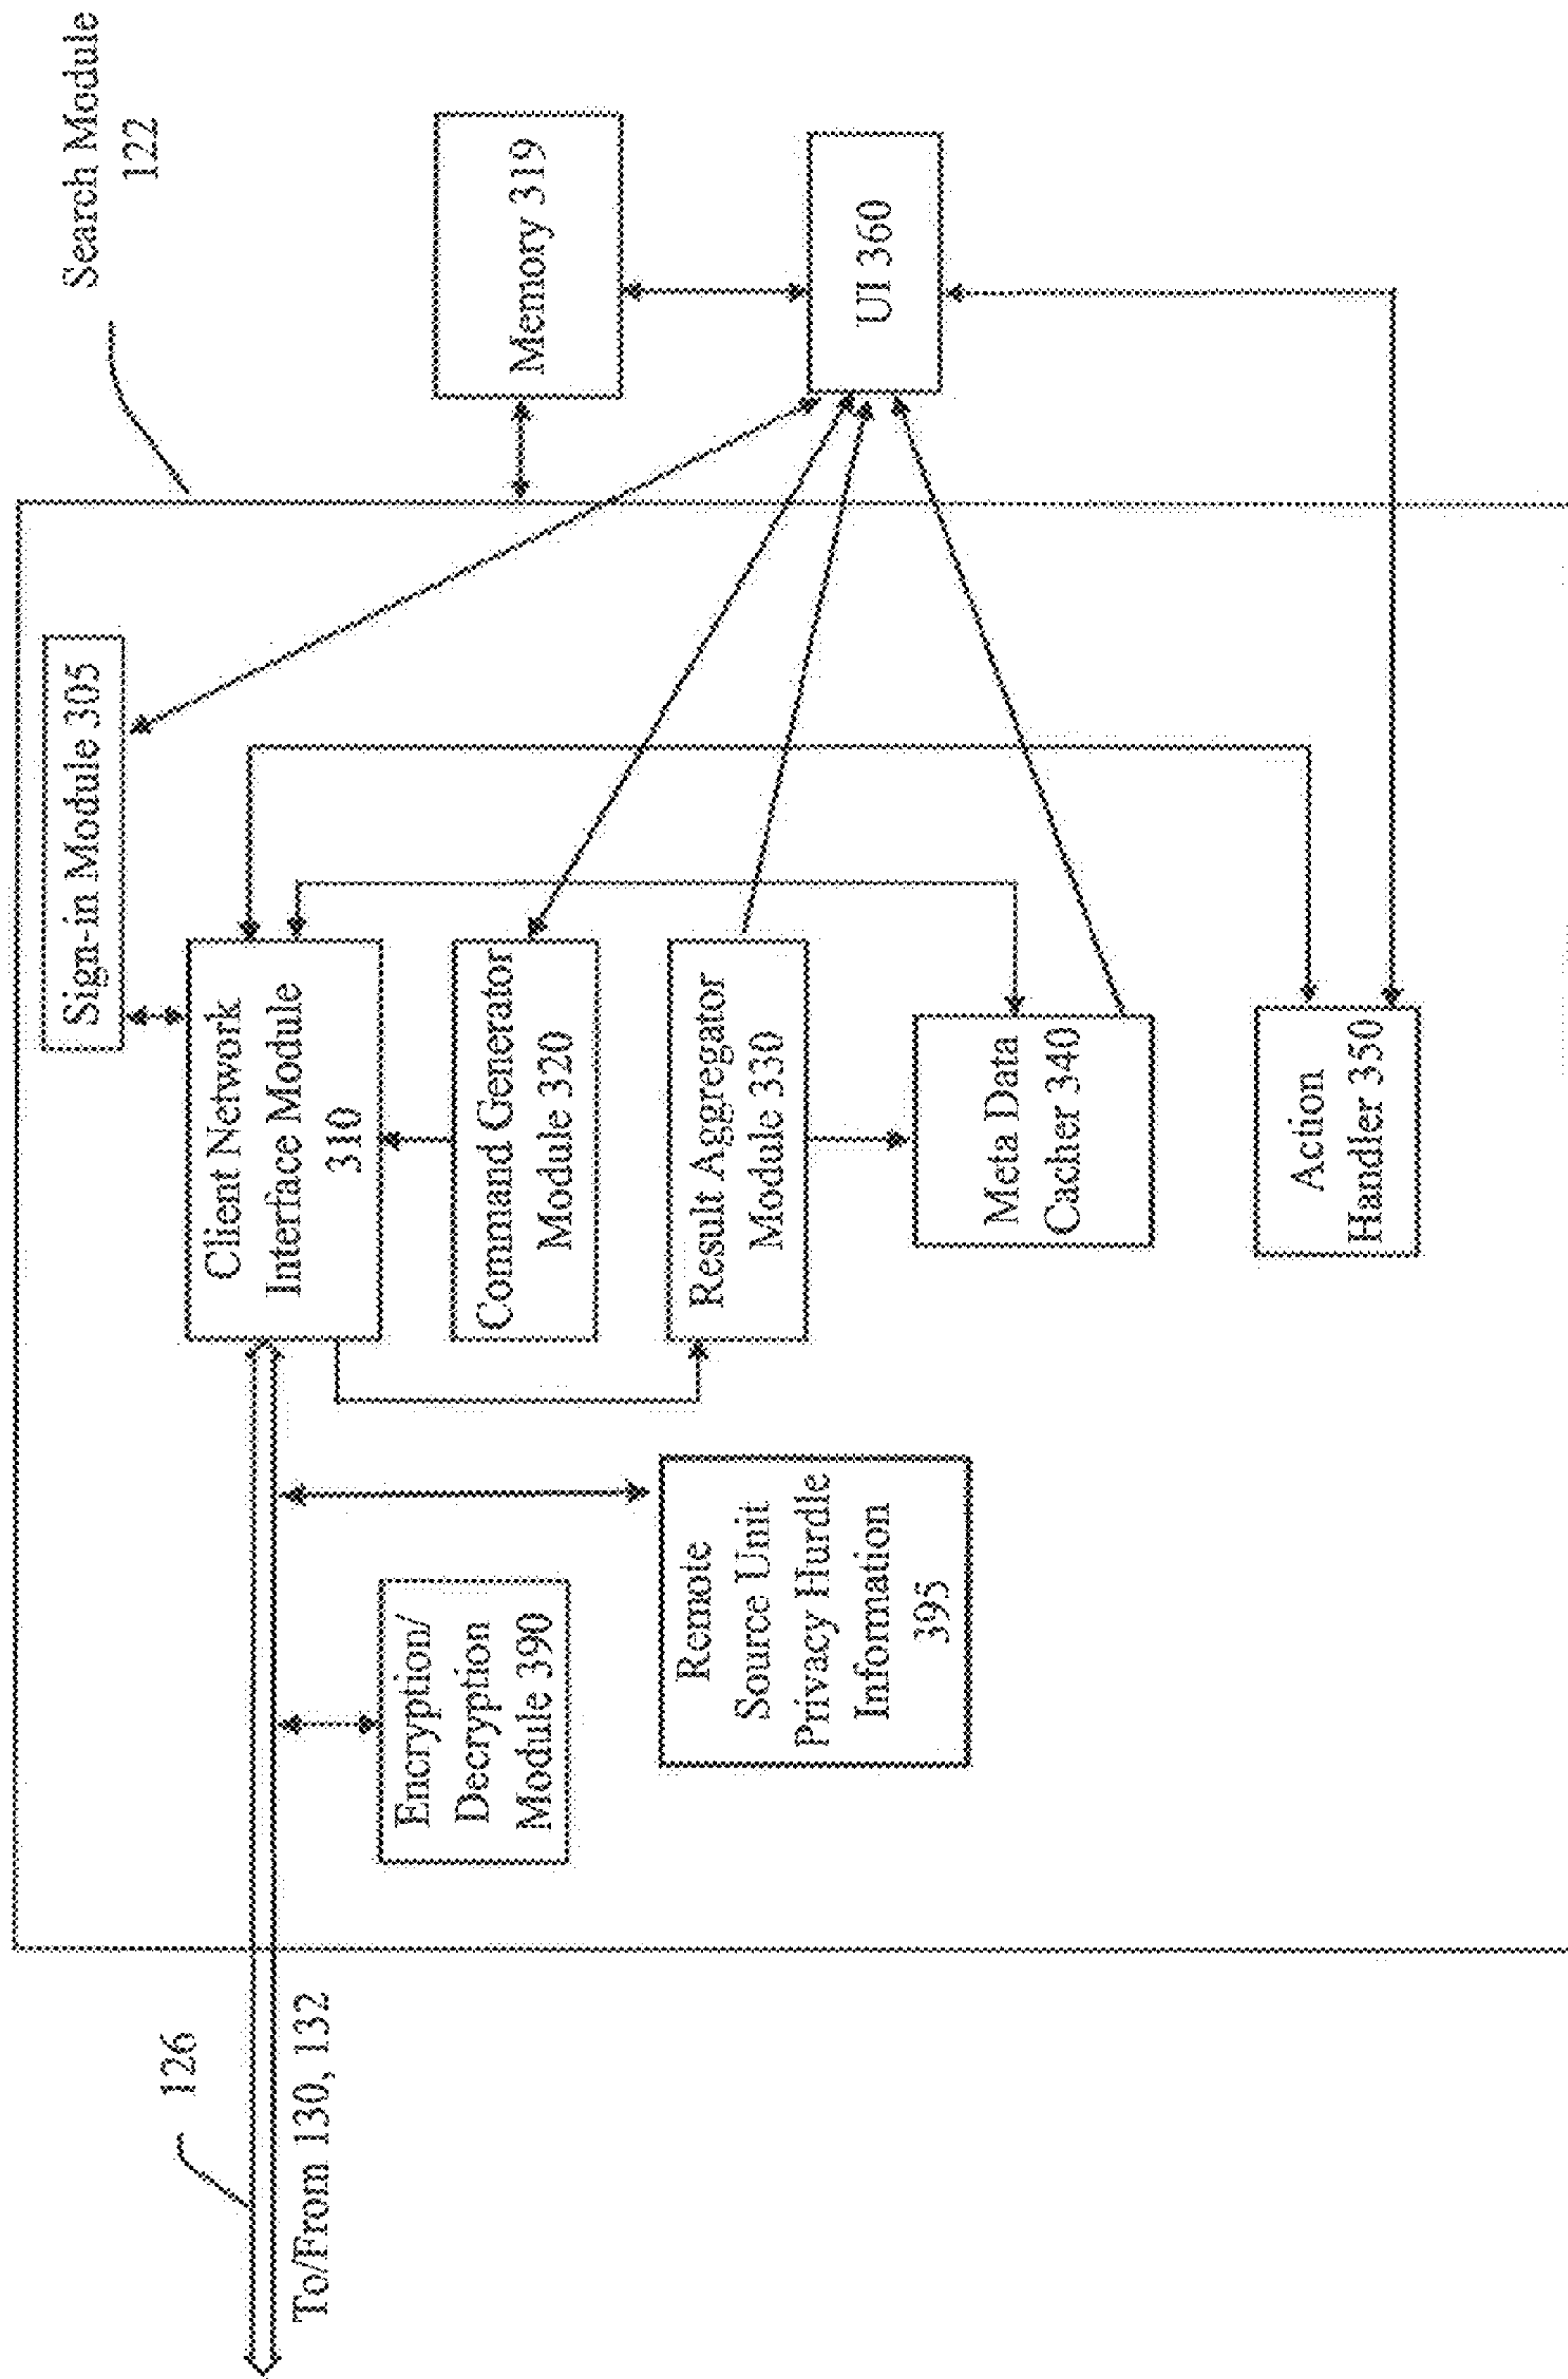 Search Module
122
Sign-in Module 305
Memory 319
126
To/From 130, 132
Client Network
Interface Module
310
Encryption/
Decryption
Module 390
Command Generator
Module 320
UI 360
Remote
Source Unit
Privacy Hurdle
Information
395
Result Aggregator
Module 330
Meta Data
Cacher 340
Action
Handler 350